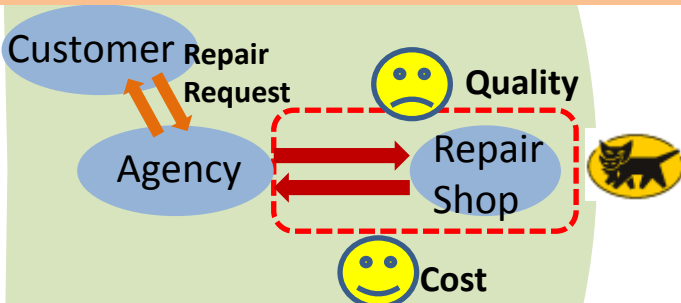 Customer
Repair
Request
Quality
Agency
Repair
Shop
Cost